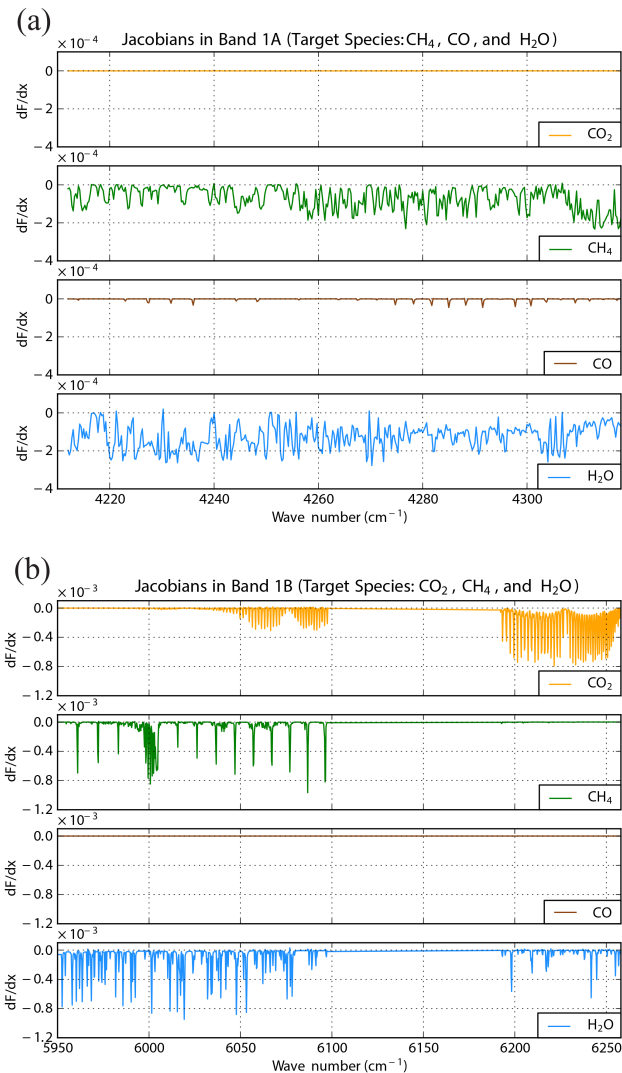 (a)
Jacobians in Band 1A (Target Species: CH₄, CO, and H₂O)
×10⁻⁴
0
−2
−4
dF/dx
CO₂
×10⁻⁴
0
−2
−4
dF/dx
CH₄
×10⁻⁴
0
−2
−4
dF/dx
CO
×10⁻⁴
0
−2
−4
dF/dx
H₂O
4220 4240 4260 4280 4300
Wave number (cm⁻¹)
(b)
Jacobians in Band 1B (Target Species: CO₂, CH₄, and H₂O)
×10⁻³
0.0
−0.4
−0.8
−1.2
dF/dx
CO₂
×10⁻³
0.0
−0.4
−0.8
−1.2
dF/dx
CH₄
×10⁻³
0.0
−0.4
−0.8
−1.2
dF/dx
CO
×10⁻³
0.0
−0.4
−0.8
−1.2
dF/dx
H₂O
5950 6000 6050 6100 6150 6200 6250
Wave number (cm⁻¹)